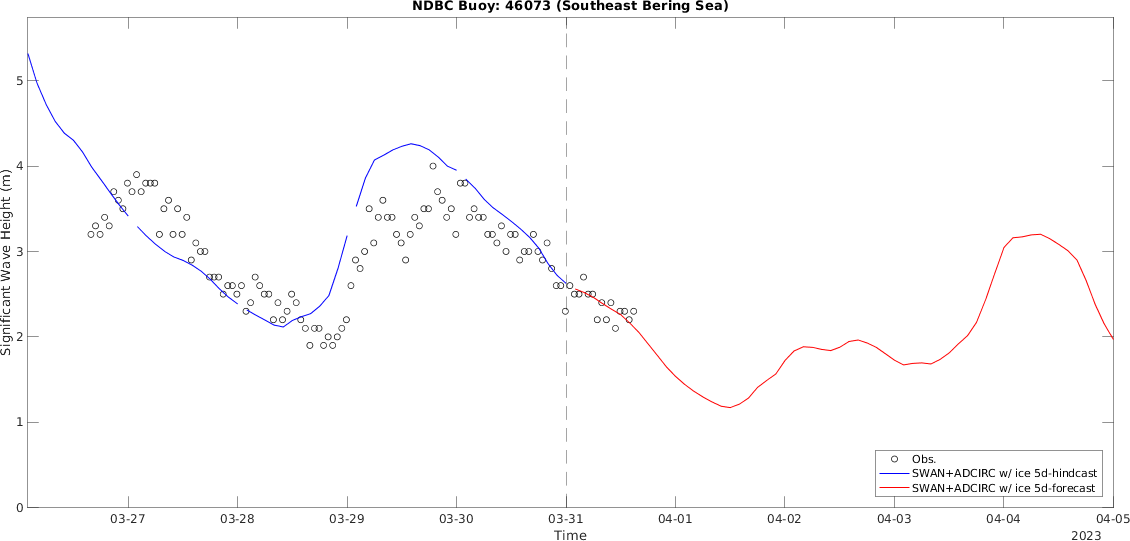 NDBC Buoy: 46073 (Southeast Bering Sea)
Significant Wave Height (m)
5
4
3
2
1
0
Obs.
SWAN+ADCIRC w/ ice 5d-hindcast
SWAN+ADCIRC w/ ice 5d-forecast
03-27 03-28 03-29 03-30 03-31 04-01 04-02 04-03 04-04 04-05
Time
2023